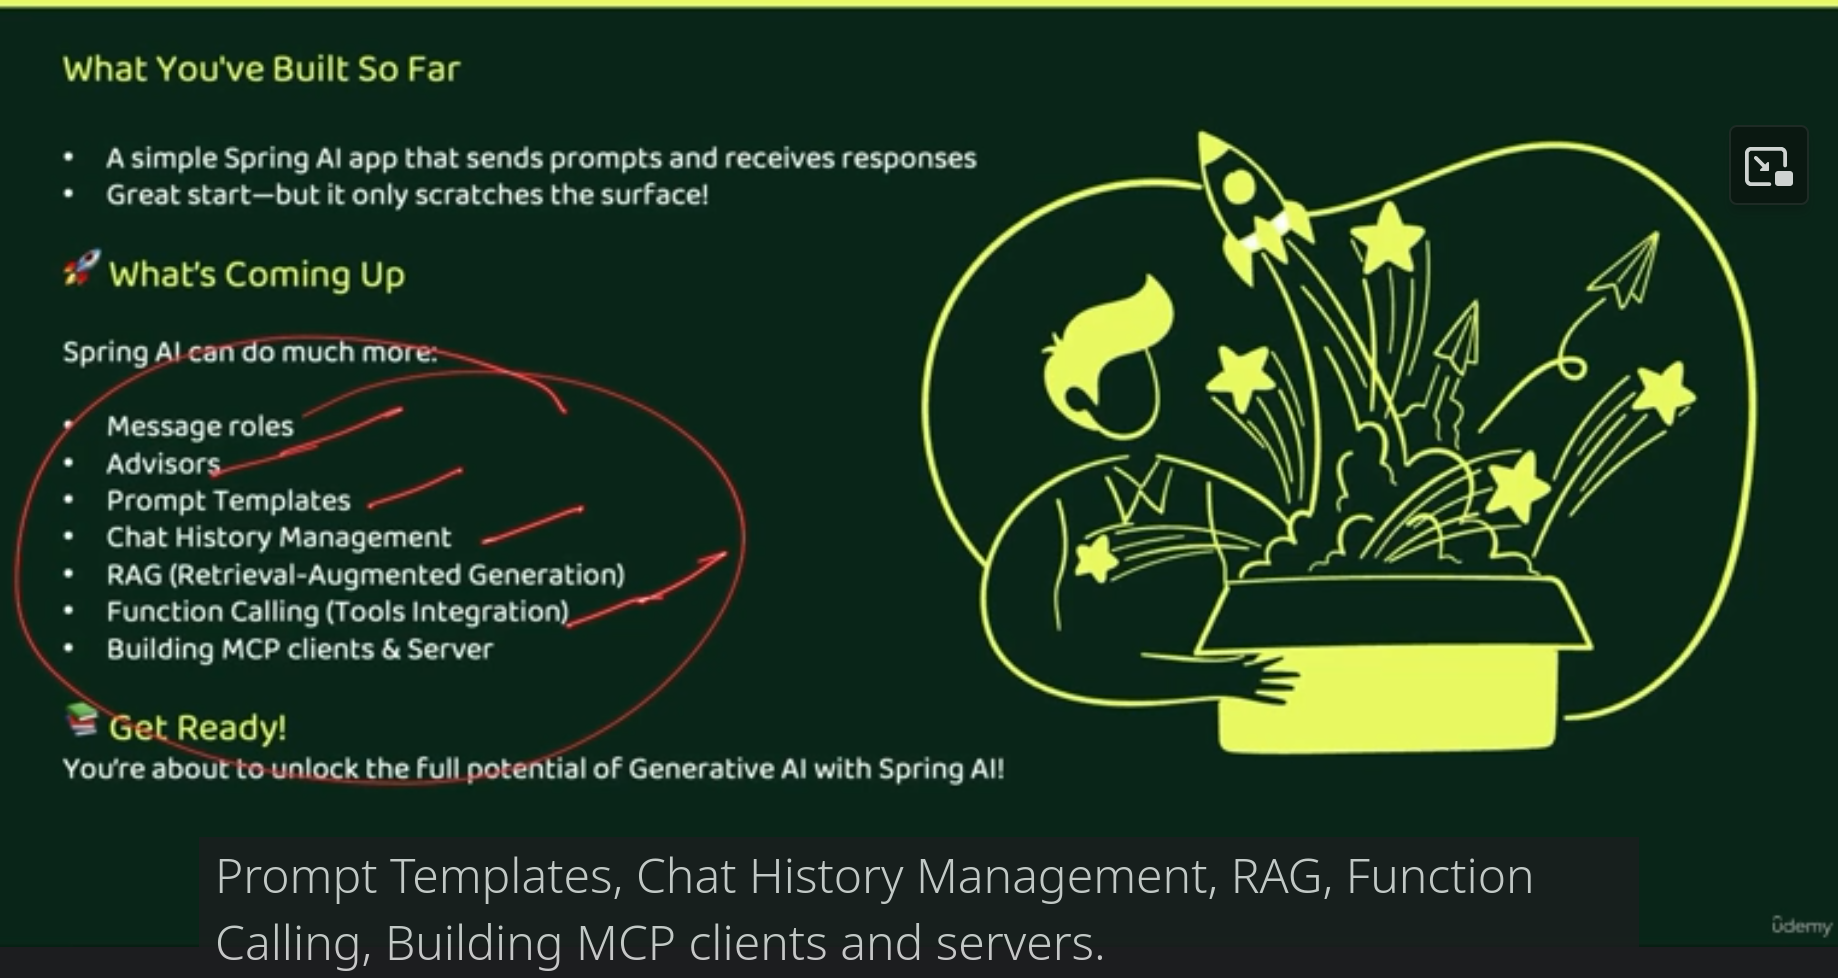 What You've Built So Far
• A simple Spring AI app that sends prompts and receives responses
• Great start—but it only scratches the surface!
🚀 What's Coming Up
Spring AI can do much more:
• Message roles
• Advisors
• Prompt Templates
• Chat History Management
• RAG (Retrieval-Augmented Generation)
• Function Calling (Tools Integration)
• Building MCP clients & Server
📚 Get Ready!
You're about to unlock the full potential of Generative AI with Spring AI!
Prompt Templates, Chat History Management, RAG, Function
Calling, Building MCP clients and servers.
ûdemy